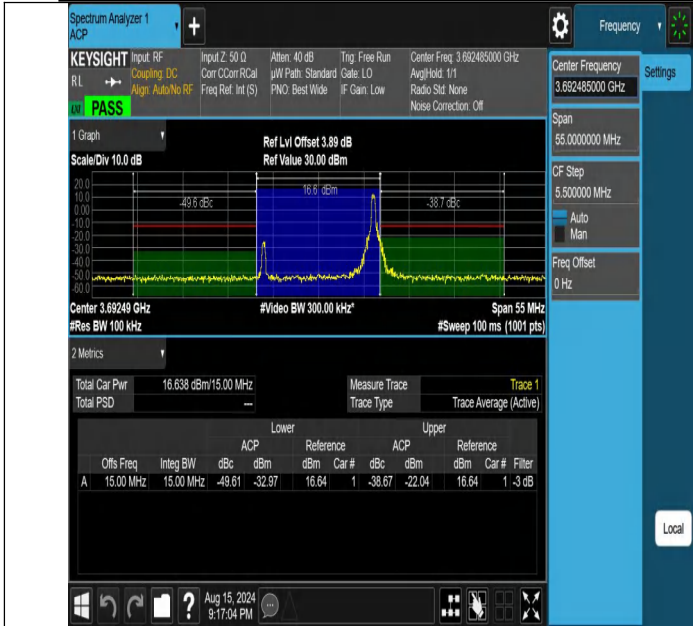 Spectrum Analyzer 1
ACP
Frequency
KEYSIGHT
RL
PASS
Input: RF
Coupling: DC
Align: Auto/No RF
Input Z: 50 Ω
Corr CCorr RCal
Freq Ref: Int (S)
Atten: 40 dB
µW Path: Standard
PNO: Best Wide
Trig: Free Run
Gate: LO
IF Gain: Low
Center Freq: 3.692485000 GHz
Avg|Hold: 1/1
Radio Std: None
Noise Correction: Off
Center Frequency
3.692485000 GHz
Settings
Span
55.0000000 MHz
CF Step
5.500000 MHz
Auto
Man
Freq Offset
0 Hz
Local
1 Graph
Scale/Div 10.0 dB
Ref Lvl Offset 3.89 dB
Ref Value 30.00 dBm
20.0
10.0
0.00
-10.0
-20.0
-30.0
-40.0
-50.0
-60.0
-49.6 dBc
16.6 dBm
-38.7 dBc
Center 3.69249 GHz
#Video BW 300.00 kHz*
Span 55 MHz
#Res BW 100 kHz
#Sweep 100 ms (1001 pts)
2 Metrics
Total Car Pwr 16.638 dBm/15.00 MHz
Total PSD ---
Measure Trace Trace 1
Trace Type Trace Average (Active)
Lower Upper
ACP Reference ACP Reference
Offs Freq Integ BW dBc dBm dBm Car # dBc dBm dBm Car # Filter
A 15.00 MHz 15.00 MHz -49.61 -32.97 16.64 1 -38.67 -22.04 16.64 1 -3 dB
?
Aug 15, 2024
9:17:04 PM